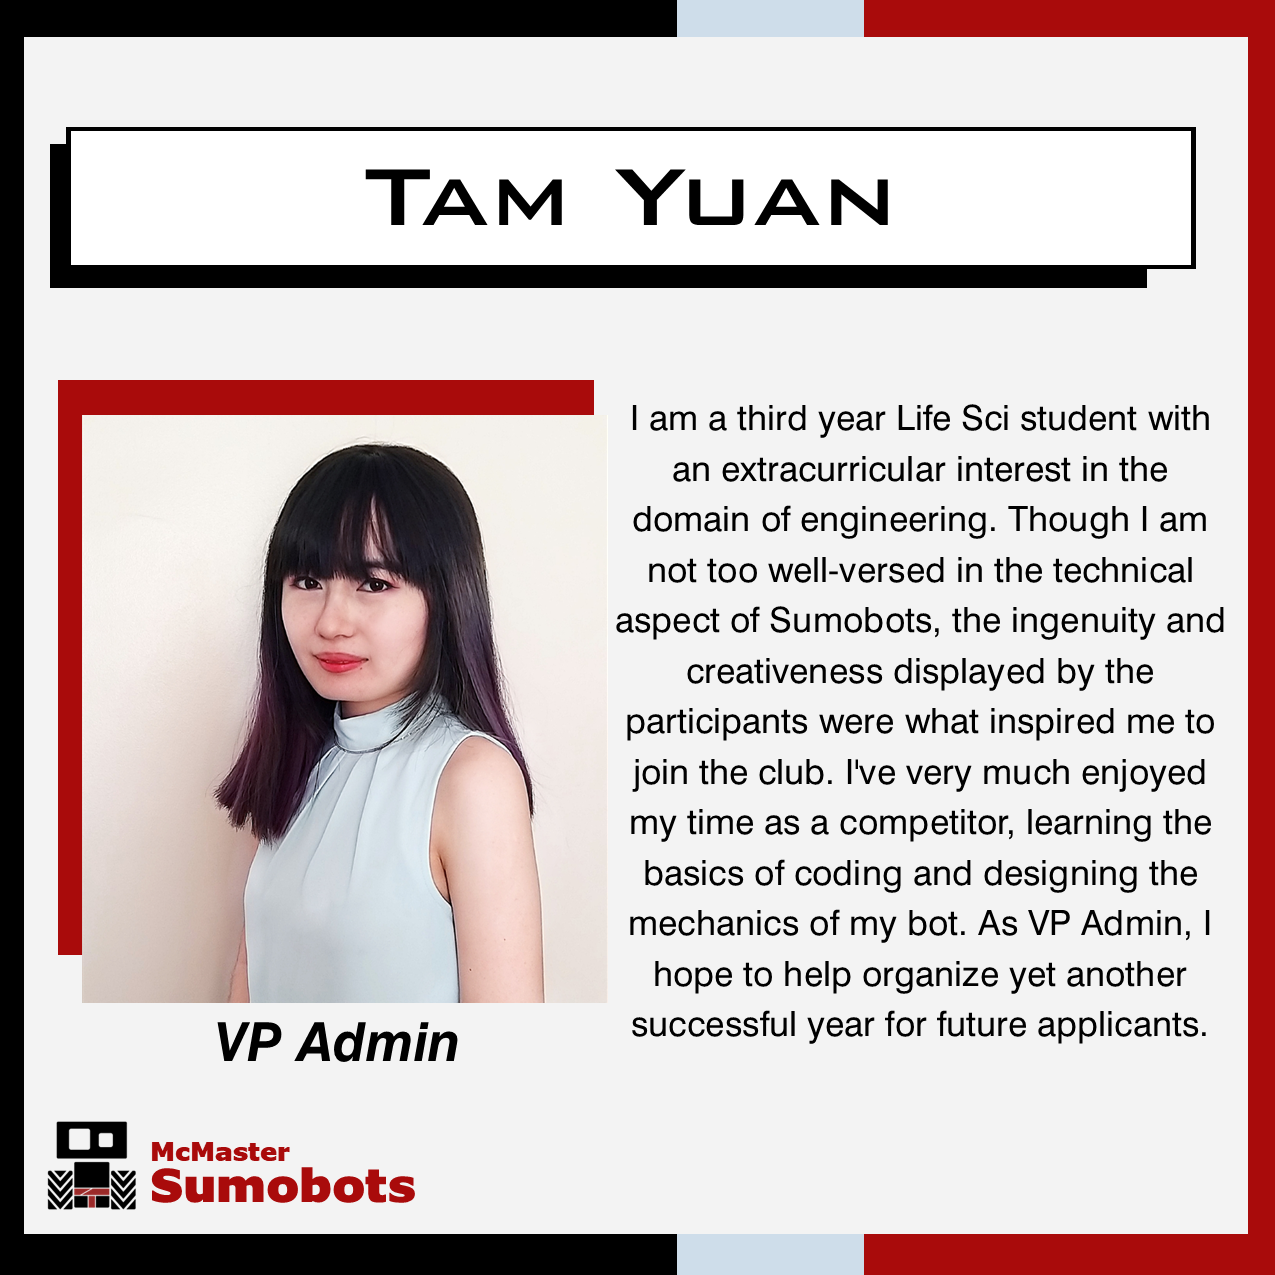 Tam Yuan
I am a third year Life Sci student with
an extracurricular interest in the
domain of engineering. Though I am
not too well-versed in the technical
aspect of Sumobots, the ingenuity and
creativeness displayed by the
participants were what inspired me to
join the club. I've very much enjoyed
my time as a competitor, learning the
basics of coding and designing the
mechanics of my bot. As VP Admin, I
hope to help organize yet another
successful year for future applicants.
VP Admin
McMaster
Sumobots